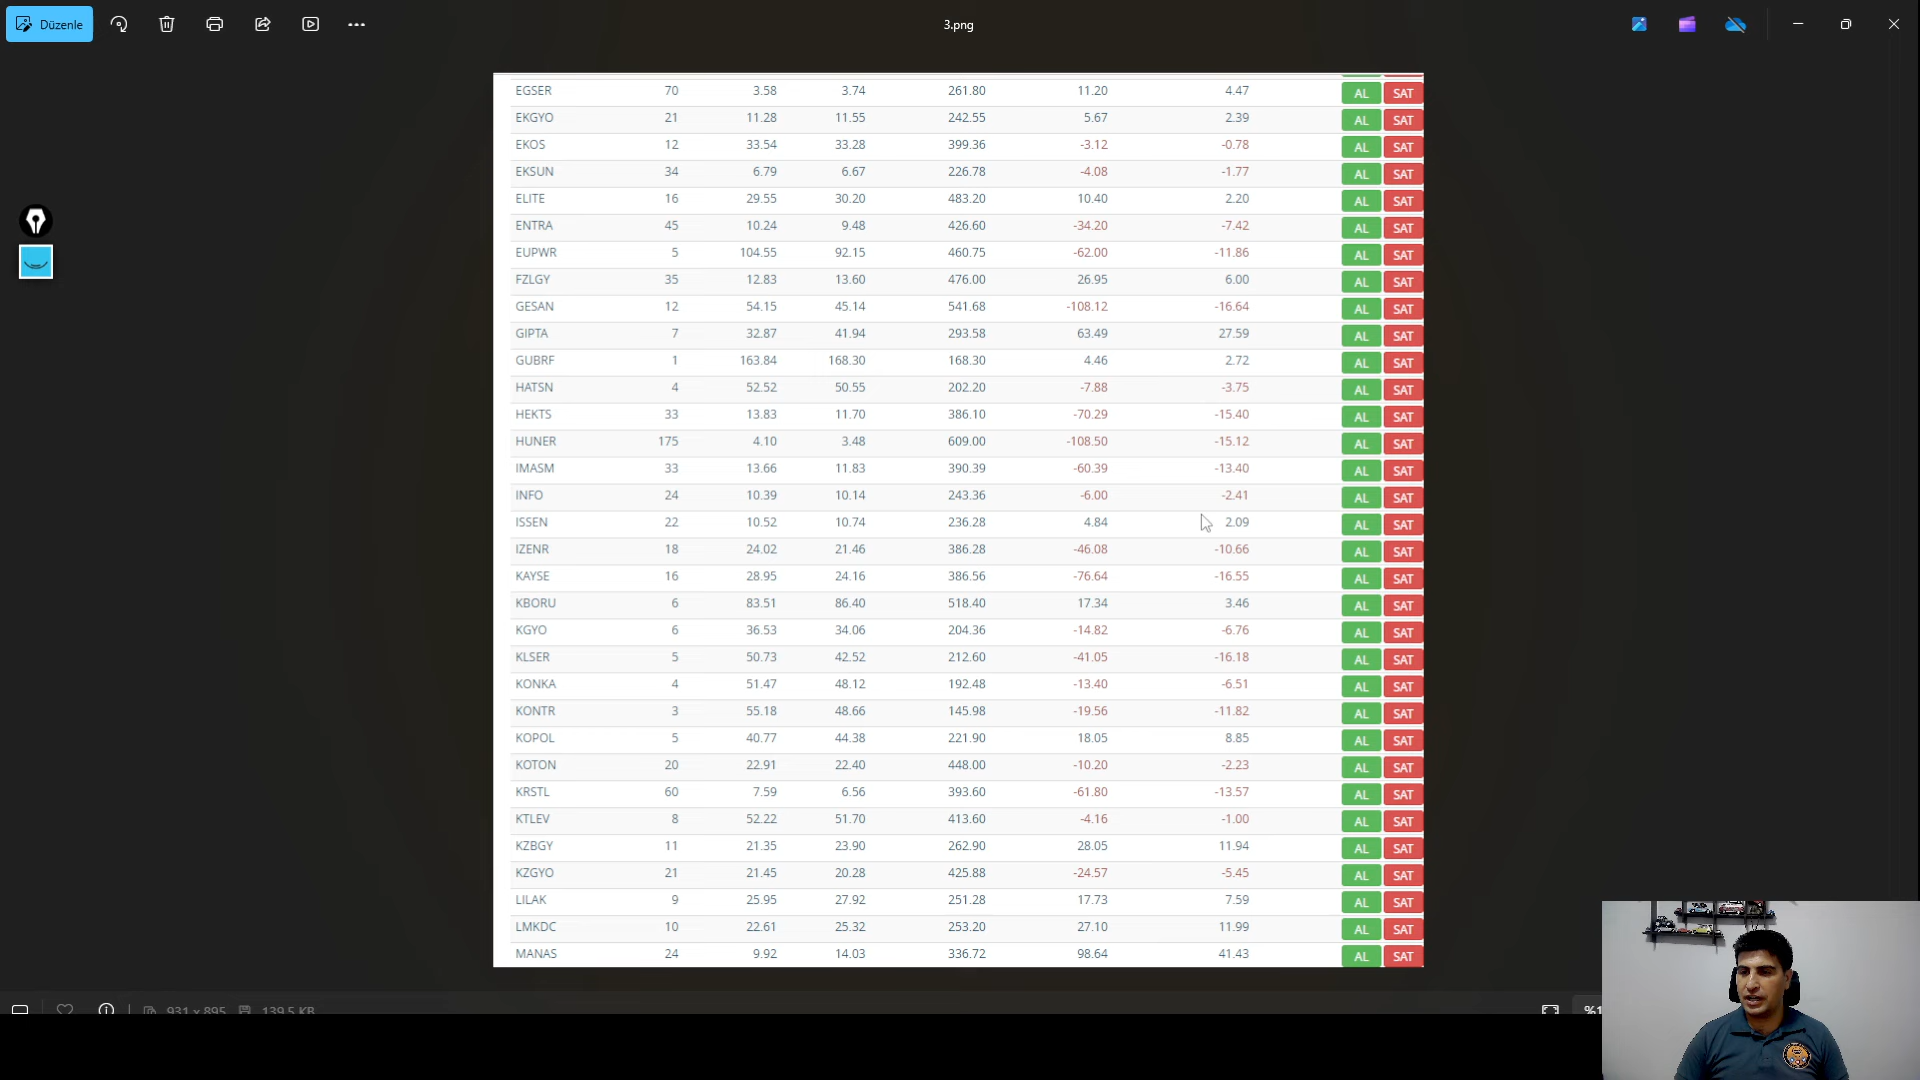 Düzenle
3.png
EGSER 70 3.58 3.74 261.80 11.20 4.47 AL SAT
EKGYO 21 11.28 11.55 242.55 5.67 2.39 AL SAT
EKOS 12 33.54 33.28 399.36 -3.12 -0.78 AL SAT
EKSUN 34 6.79 6.67 226.78 -4.08 -1.77 AL SAT
ELITE 16 29.55 30.20 483.20 10.40 2.20 AL SAT
ENTRA 45 10.24 9.48 426.60 -34.20 -7.42 AL SAT
EUPWR 5 104.55 92.15 460.75 -62.00 -11.86 AL SAT
FZLGY 35 12.83 13.60 476.00 26.95 6.00 AL SAT
GESAN 12 54.15 45.14 541.68 -108.12 -16.64 AL SAT
GIPTA 7 32.87 41.94 293.58 63.49 27.59 AL SAT
GUBRF 1 163.84 168.30 168.30 4.46 2.72 AL SAT
HATSN 4 52.52 50.55 202.20 -7.88 -3.75 AL SAT
HEKTS 33 13.83 11.70 386.10 -70.29 -15.40 AL SAT
HUNER 175 4.10 3.48 609.00 -108.50 -15.12 AL SAT
IMASM 33 13.66 11.83 390.39 -60.39 -13.40 AL SAT
INFO 24 10.39 10.14 243.36 -6.00 -2.41 AL SAT
ISSEN 22 10.52 10.74 236.28 4.84 2.09 AL SAT
IZENR 18 24.02 21.46 386.28 -46.08 -10.66 AL SAT
KAYSE 16 28.95 24.16 386.56 -76.64 -16.55 AL SAT
KBORU 6 83.51 86.40 518.40 17.34 3.46 AL SAT
KGYO 6 36.53 34.06 204.36 -14.82 -6.76 AL SAT
KLSER 5 50.73 42.52 212.60 -41.05 -16.18 AL SAT
KONKA 4 51.47 48.12 192.48 -13.40 -6.51 AL SAT
KONTR 3 55.18 48.66 145.98 -19.56 -11.82 AL SAT
KOPOL 5 40.77 44.38 221.90 18.05 8.85 AL SAT
KOTON 20 22.91 22.40 448.00 -10.20 -2.23 AL SAT
KRSTL 60 7.59 6.56 393.60 -61.80 -13.57 AL SAT
KTLEV 8 52.22 51.70 413.60 -4.16 -1.00 AL SAT
KZBGY 11 21.35 23.90 262.90 28.05 11.94 AL SAT
KZGYO 21 21.45 20.28 425.88 -24.57 -5.45 AL SAT
LILAK 9 25.95 27.92 251.28 17.73 7.59 AL SAT
LMKDC 10 22.61 25.32 253.20 27.10 11.99 AL SAT
MANAS 24 9.92 14.03 336.72 98.64 41.43 AL SAT
931 x 895 139.5 KB